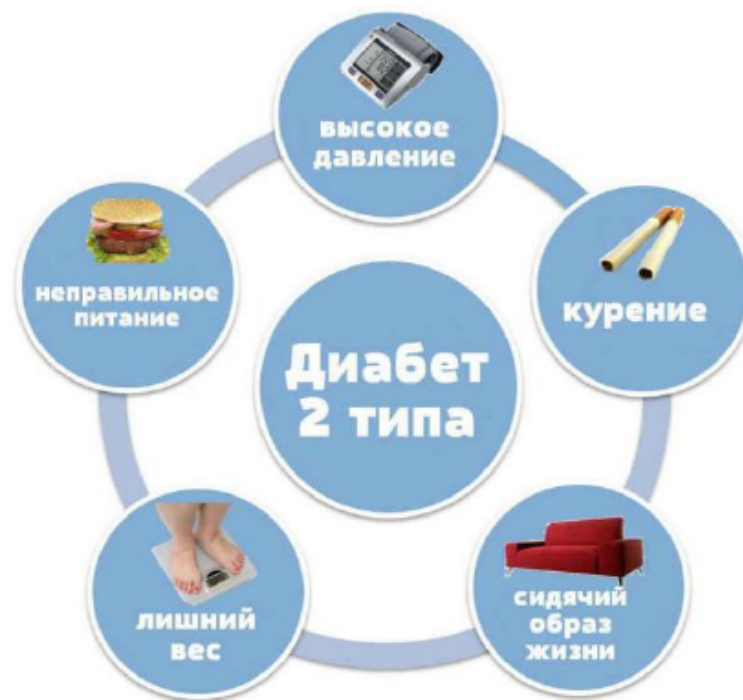 высокое
давление
неправильное
питание
курение
Диабет
2 типа
лишний
вес
сидячий
образ
жизни